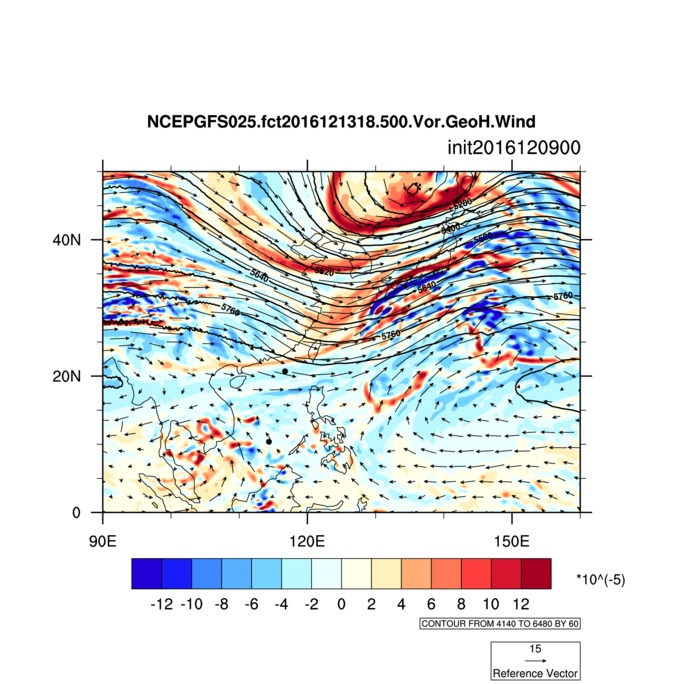 NCEPGFS025.fct2016121318.500.Vor.GeoH.Wind
init2016120900
5280
5400
5520
5640
5640
5760
5760
5760
40N
20N
0
90E 120E 150E
-12 -10 -8 -6 -4 -2 0 2 4 6 8 10 12
*10^(-5)
CONTOUR FROM 4140 TO 6480 BY 60
15
Reference Vector